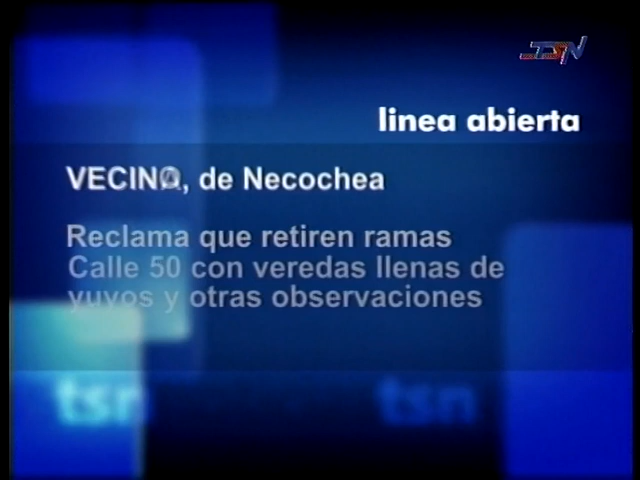 TSN
linea abierta
de Necochea
Reclama que retiren ramas
Calle 50 con veredas llenas de
yuyos y otras observaciones
tsn tsn